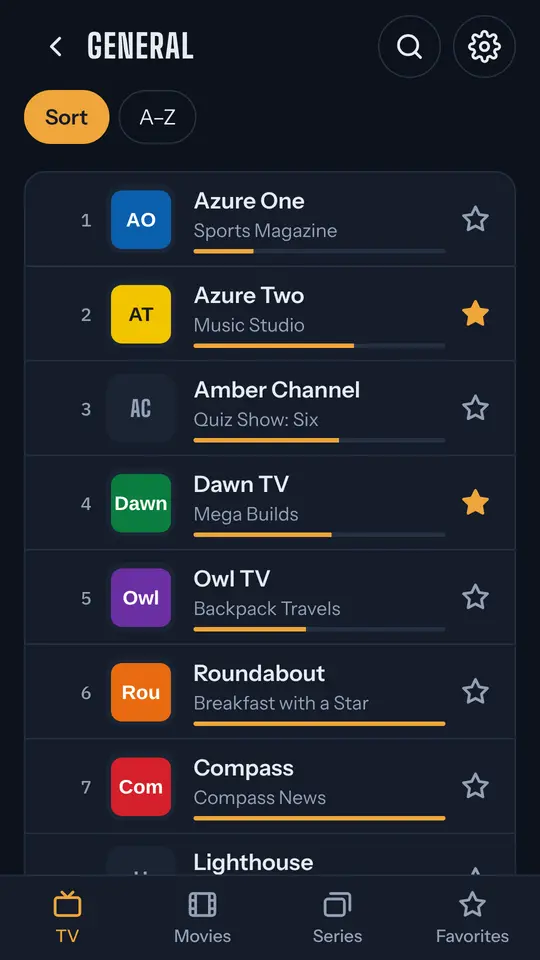 GENERAL
Sort
A–Z
1
AO
Azure One
Sports Magazine
2
AT
Azure Two
Music Studio
3
AC
Amber Channel
Quiz Show: Six
4
Dawn
Dawn TV
Mega Builds
5
Owl
Owl TV
Backpack Travels
6
Rou
Roundabout
Breakfast with a Star
7
Com
Compass
Compass News
Lighthouse
TV
Movies
Series
Favorites